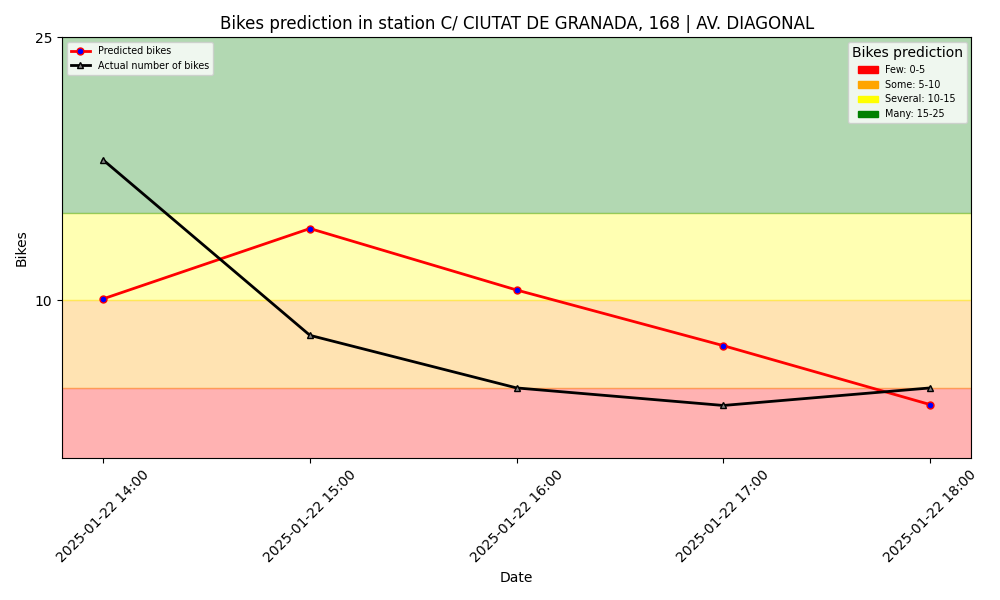 Bikes prediction in station C/ CIUTAT DE GRANADA, 168 | AV. DIAGONAL
25
10
Bikes
Predicted bikes
Actual number of bikes
Bikes prediction
Few: 0-5
Some: 5-10
Several: 10-15
Many: 15-25
2025-01-22 14:00
2025-01-22 15:00
2025-01-22 16:00
2025-01-22 17:00
2025-01-22 18:00
Date